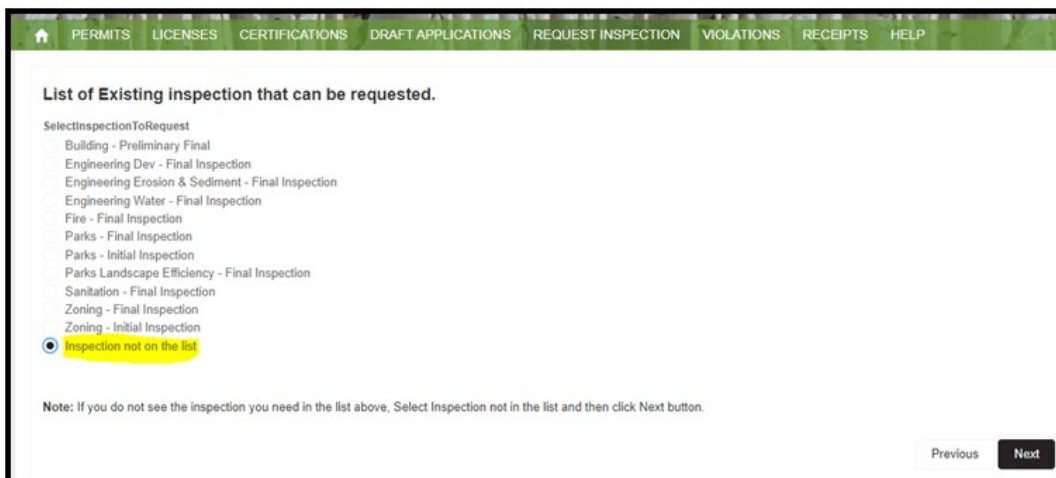 PERMITS LICENSES CERTIFICATIONS DRAFT APPLICATIONS REQUEST INSPECTION VIOLATIONS RECEIPTS HELP
List of Existing inspection that can be requested.
SelectInspectionToRequest
Building - Preliminary Final
Engineering Dev - Final Inspection
Engineering Erosion & Sediment - Final Inspection
Engineering Water - Final Inspection
Fire - Final Inspection
Parks - Final Inspection
Parks - Initial Inspection
Parks Landscape Efficiency - Final Inspection
Sanitation - Final Inspection
Zoning - Final Inspection
Zoning - Initial Inspection
Inspection not on the list
Note: If you do not see the inspection you need in the list above, Select Inspection not in the list and then click Next button.
Previous Next